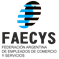 FAECYS
FEDERACIÓN ARGENTINA
DE EMPLEADOS DE COMERCIO
Y SERVICIOS